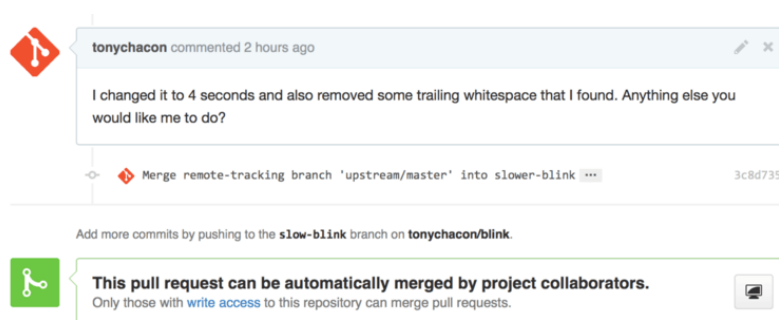 tonychacon commented 2 hours ago
I changed it to 4 seconds and also removed some trailing whitespace that I found. Anything else you
would like me to do?
Merge remote-tracking branch 'upstream/master' into slower-blink ... 3c8d735
Add more commits by pushing to the slow-blink branch on tonychacon/blink.
This pull request can be automatically merged by project collaborators.
Only those with write access to this repository can merge pull requests.